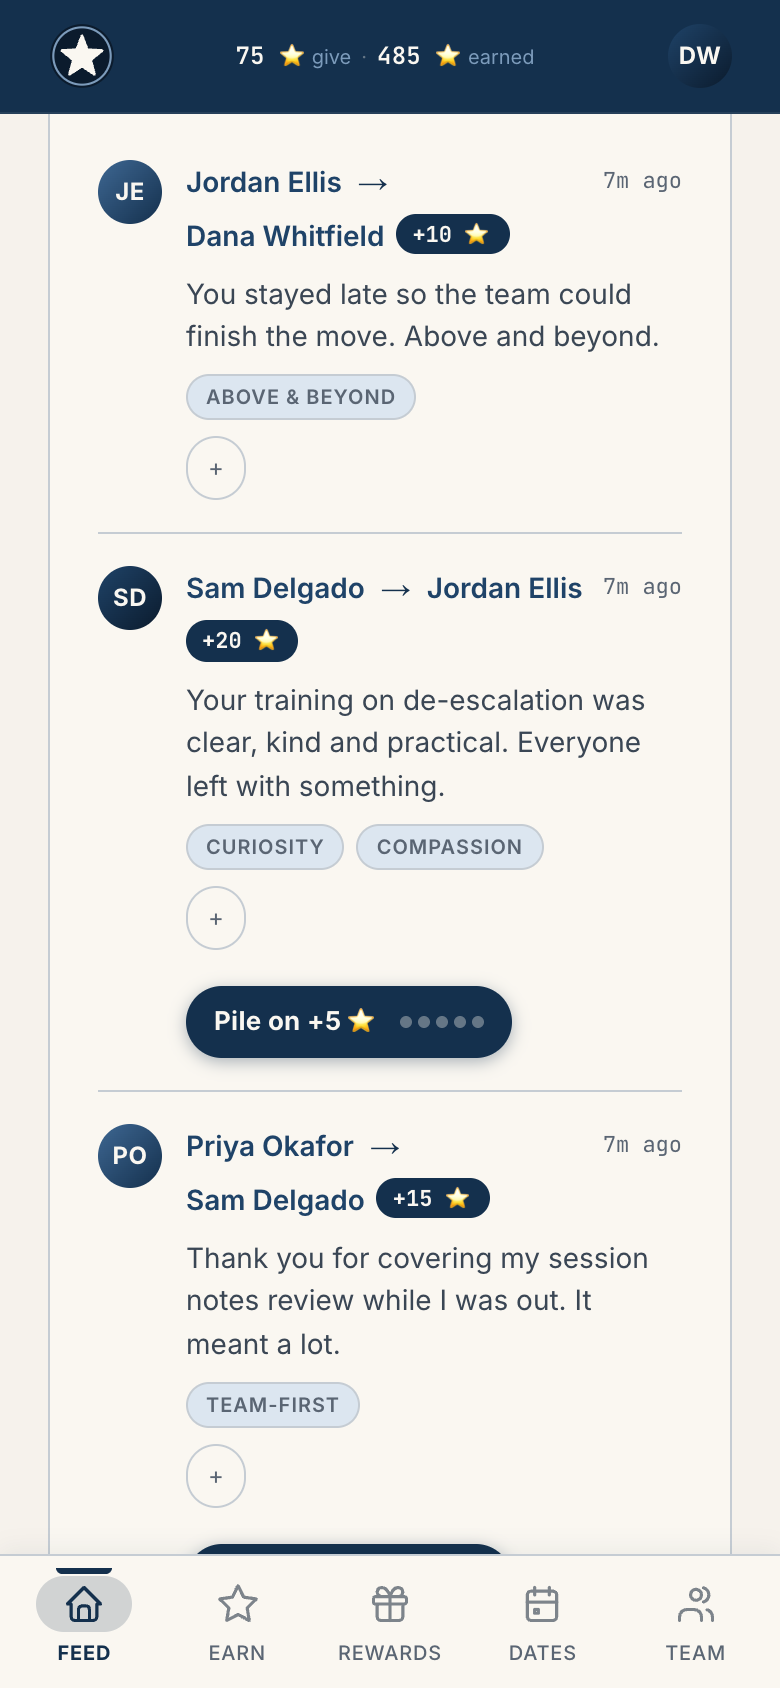 75 ⭐ give · 485 ⭐ earned
DW
JE
Jordan Ellis →
7m ago
Dana Whitfield +10 ⭐
You stayed late so the team could
finish the move. Above and beyond.
ABOVE & BEYOND
+
SD
Sam Delgado → Jordan Ellis
7m ago
+20 ⭐
Your training on de-escalation was
clear, kind and practical. Everyone
left with something.
CURIOSITY
COMPASSION
+
Pile on +5 ⭐
PO
Priya Okafor →
7m ago
Sam Delgado +15 ⭐
Thank you for covering my session
notes review while I was out. It
meant a lot.
TEAM-FIRST
+
FEED
EARN
REWARDS
DATES
TEAM